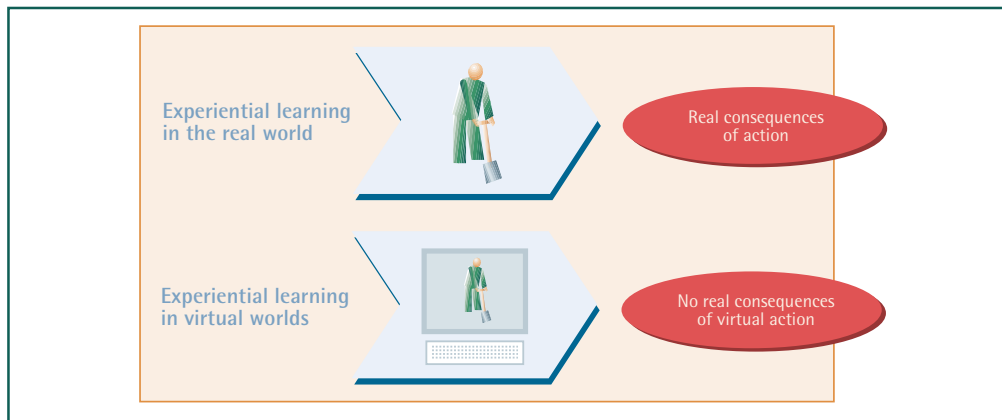 Experiential learning
in the real world
Real consequences
of action
Experiential learning
in virtual worlds
No real consequences
of virtual action